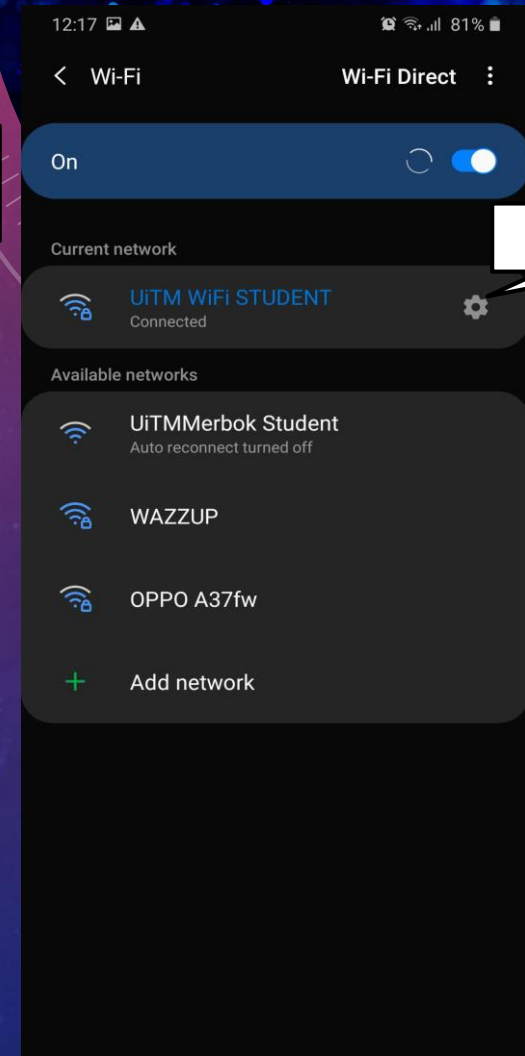 12:17 81%
Wi-Fi Wi-Fi Direct
On
Current network
UiTM WiFi STUDENT
Connected
Available networks
UiTMMerbok Student
Auto reconnect turned off
WAZZUP
OPPO A37fw
Add network